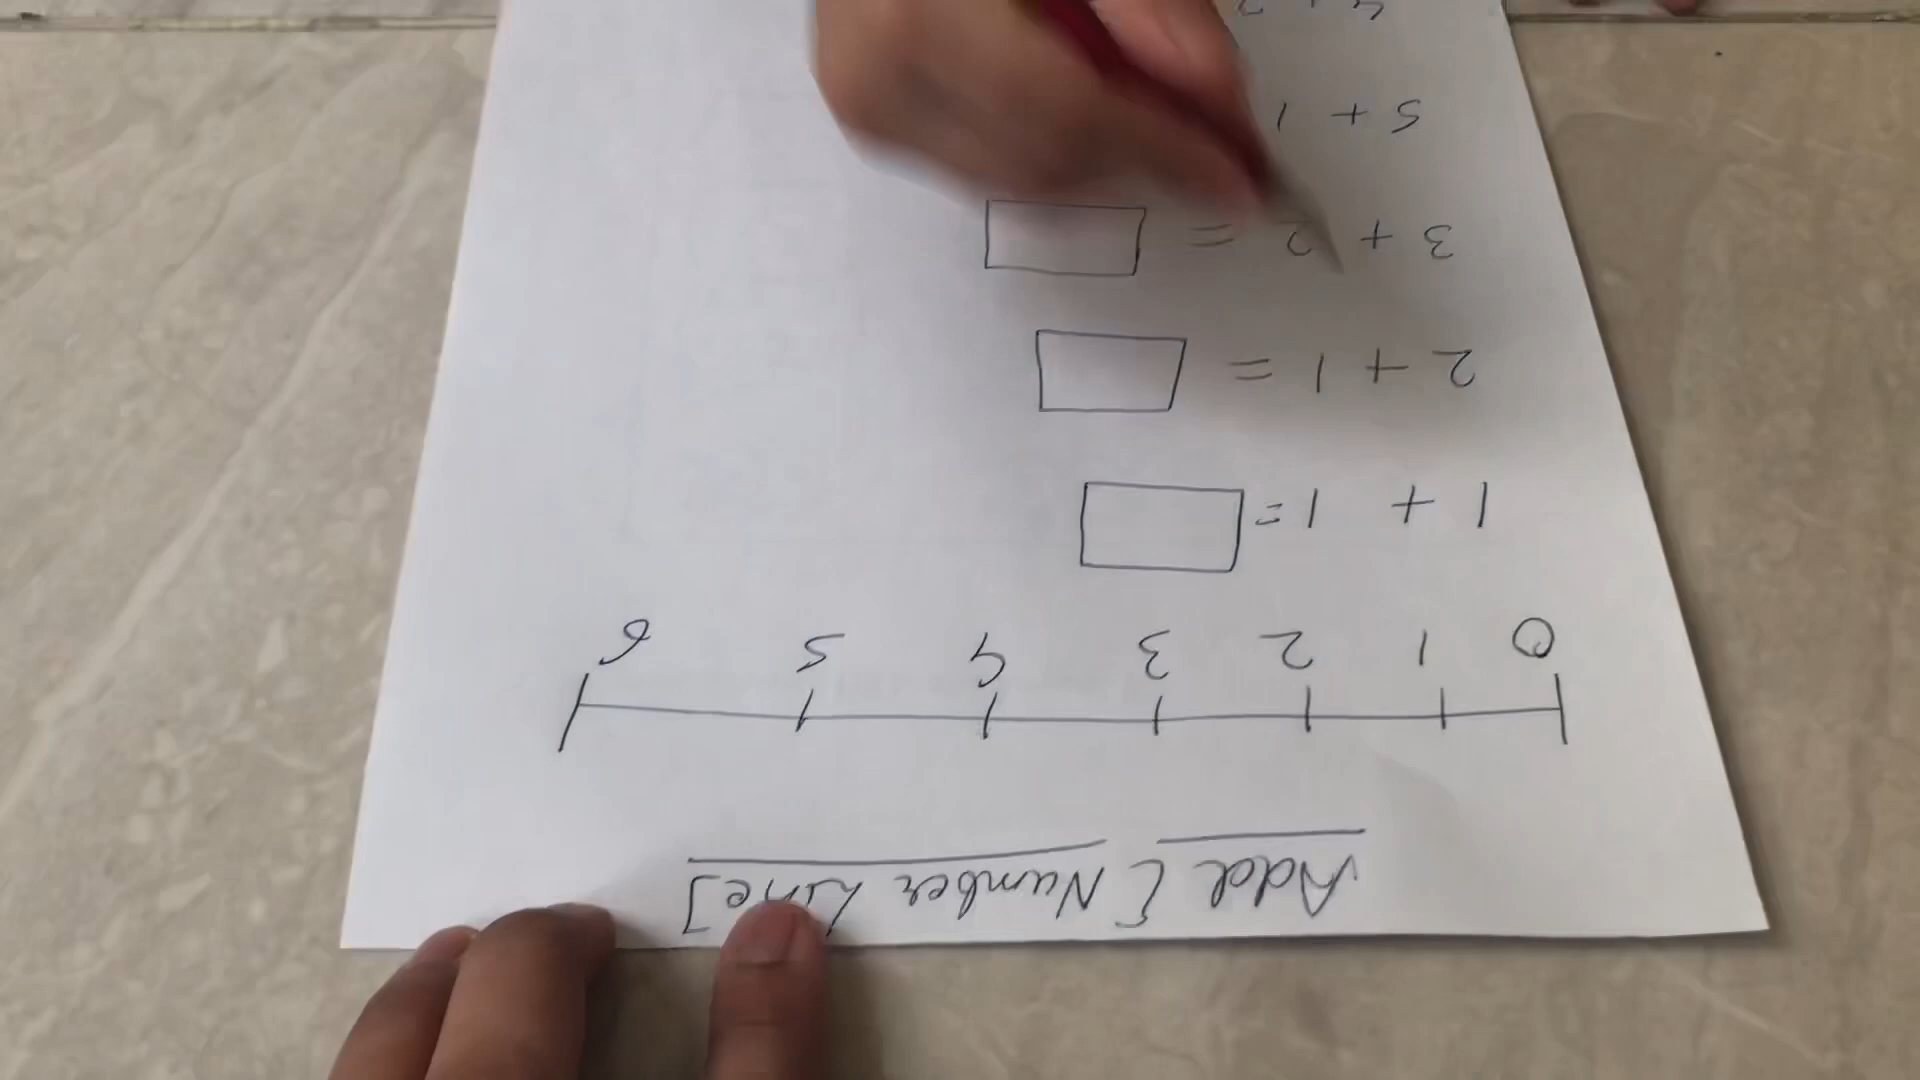 Add [Number Line]
0 1 2 3 4 5 6
1 + 1 =
2 + 1 =
3 + 2 =
5 + 1